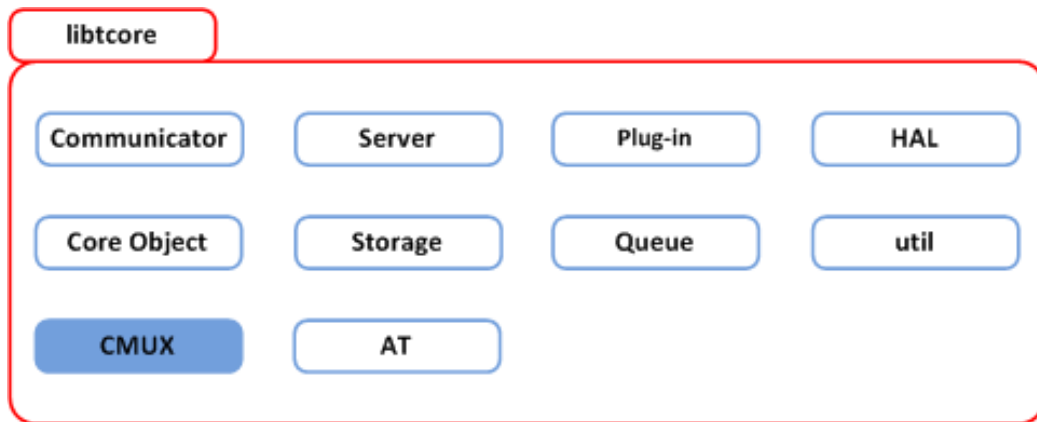 libtcore
Communicator
Server
Plug-in
HAL
Core Object
Storage
Queue
util
CMUX
AT